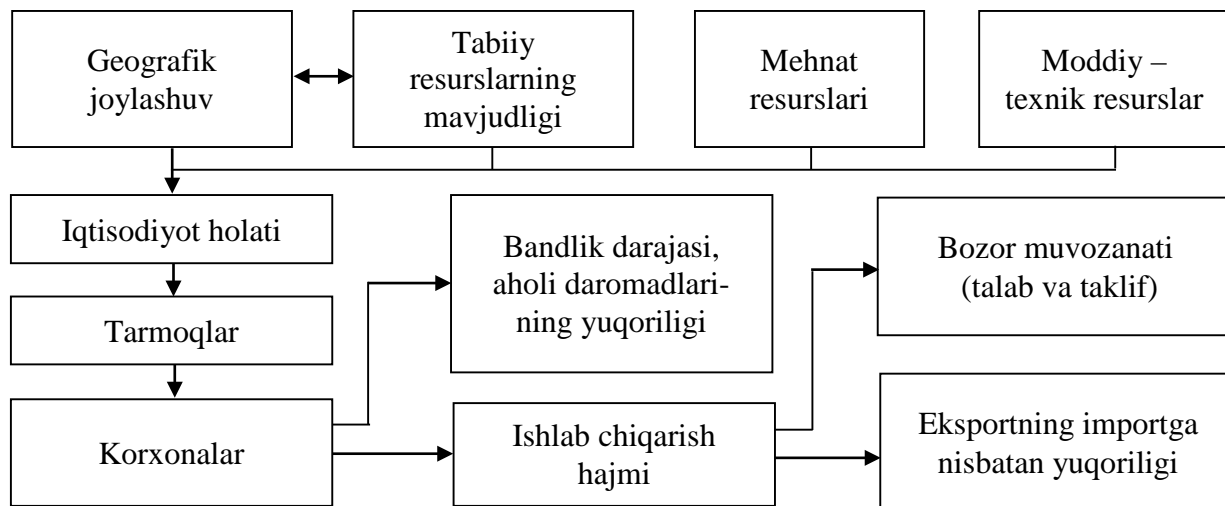 Geografik
joylashuv
Tabiiy
resurslarning
mavjudligi
Mehnat
resurslari
Moddiy –
texnik resurslar
Iqtisodiyot holati
Bandlik darajasi,
aholi daromadlari-
ning yuqoriligi
Bozor muvozanati
(talab va taklif)
Tarmoqlar
Korxonalar
Ishlab chiqarish
hajmi
Eksportning importga
nisbatan yuqoriligi